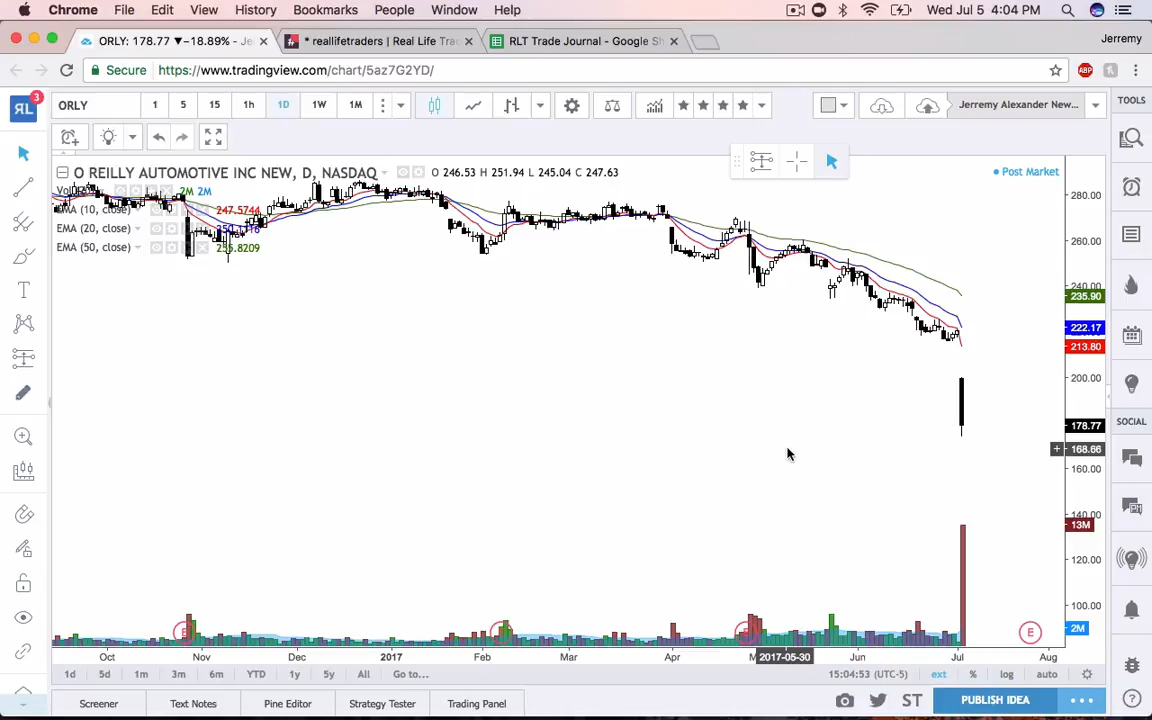 Chrome File Edit View History Bookmarks People Window Help Wed Jul 5 4:04 PM
ORLY: 178.77 ▼-18.89% - Je × * reallifetraders | Real Life Tra × RLT Trade Journal - Google Sh × Jerremy
Secure https://www.tradingview.com/chart/5az7G2YD/ ABP
RL 3 ORLY 1 5 15 1h 1D 1W 1M Jerremy Alexander New... TOOLS
O REILLY AUTOMOTIVE INC NEW, D, NASDAQ O 246.53 H 251.94 L 245.04 C 247.63 Post Market
2M 2M
EMA (10, close) 247.5744
EMA (20, close)
EMA (50, close)
280.00
260.00
240.00
235.90
222.17
213.80
200.00
178.77
168.66
160.00
140.00
13M
120.00
100.00
2M
SOCIAL
E E
Oct Nov Dec 2017 Feb Mar Apr 2017-05-30 Jun Jul Aug
1d 5d 1m 3m 6m YTD 1y 5y All Go to... 15:04:53 (UTC-5) ext % log auto
Screener Text Notes Pine Editor Strategy Tester Trading Panel ST PUBLISH IDEA